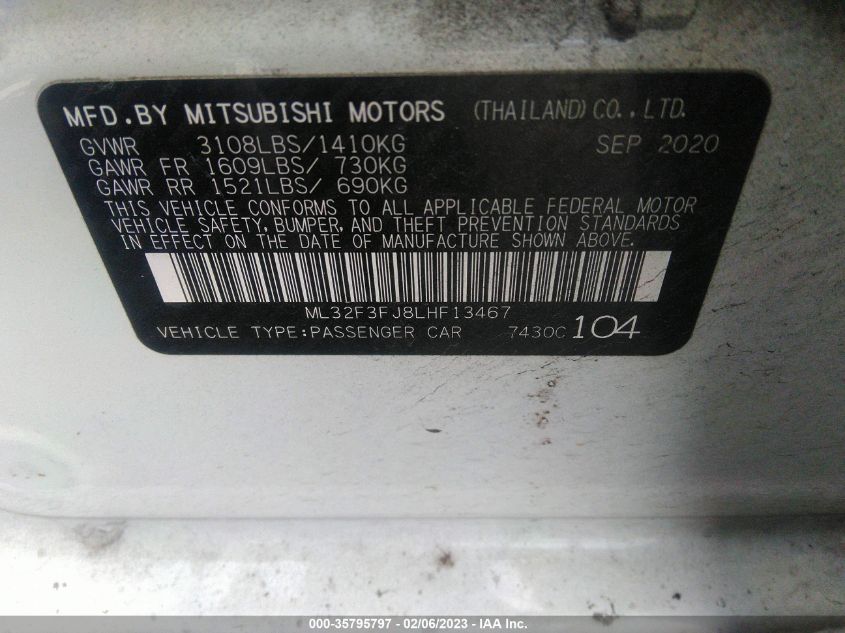 MFD.BY MITSUBISHI MOTORS (THAILAND) CO.,LTD.
GVWR 3108LBS/1410KG SEP 2020
GAWR FR 1609LBS/ 730KG
GAWR RR 1521LBS/ 690KG
THIS VEHICLE CONFORMS TO ALL APPLICABLE FEDERAL MOTOR
VEHICLE SAFETY, BUMPER, AND THEFT PREVENTION STANDARDS
IN EFFECT ON THE DATE OF MANUFACTURE SHOWN ABOVE.
ML32F3FJ8LHF13467
VEHICLE TYPE:PASSENGER CAR 7430C 104
000-35795797 - 02/06/2023 - IAA Inc.